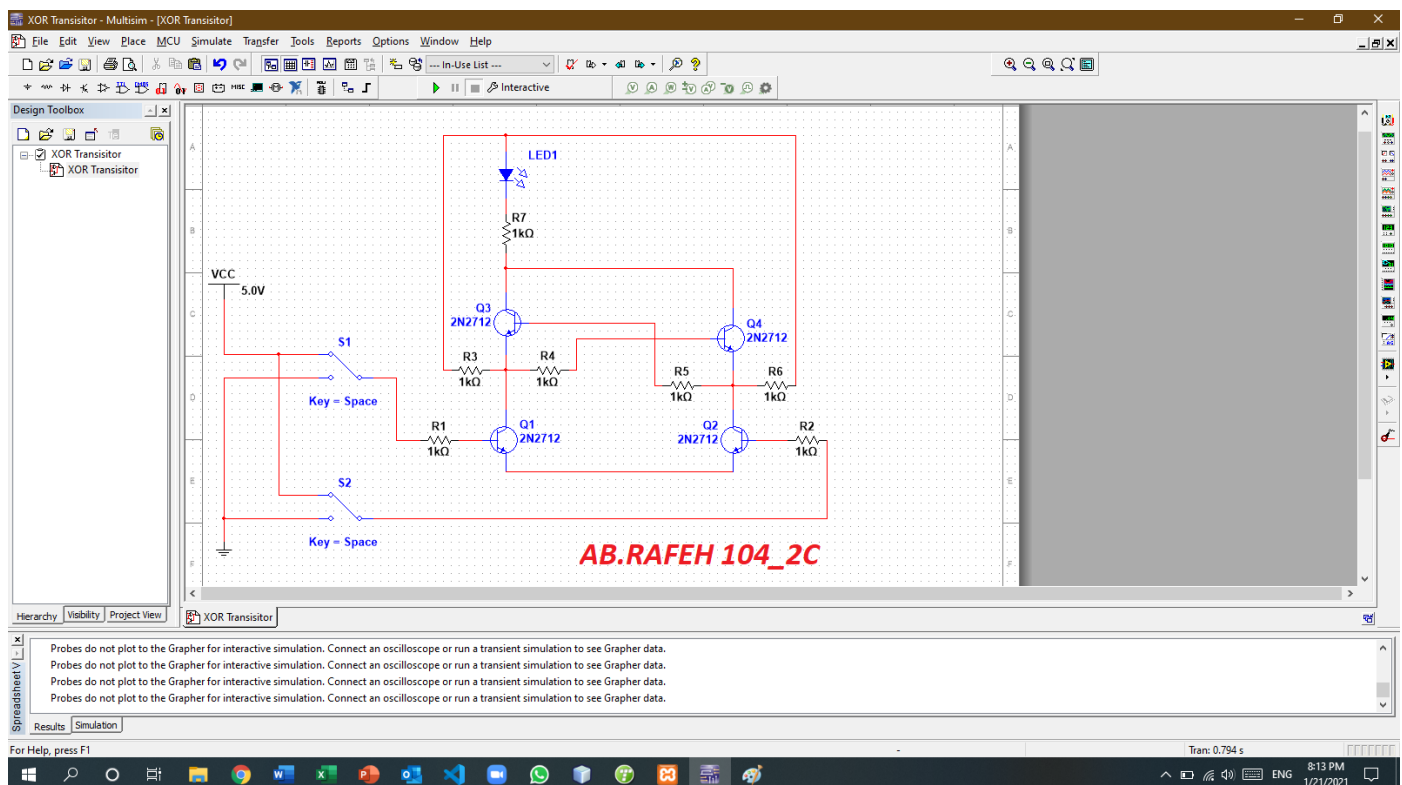 XOR Transisitor - Multisim - [XOR Transisitor]
File Edit View Place MCU Simulate Transfer Tools Reports Options Window Help
--- In-Use List ---
Interactive
Design Toolbox
XOR Transisitor
XOR Transisitor
Hierarchy Visibility Project View
A A
B B
C C
D D
E E
F F
LED1
R7
1kΩ
VCC
5.0V
Q3
2N2712
Q4
2N2712
S1
Key = Space
R3
1kΩ
R4
1kΩ
R5
1kΩ
R6
1kΩ
R1
1kΩ
Q1
2N2712
Q2
2N2712
R2
1kΩ
S2
Key = Space
AB.RAFEH 104_2C
XOR Transisitor
Spreadsheet V
Probes do not plot to the Grapher for interactive simulation. Connect an oscilloscope or run a transient simulation to see Grapher data.
Probes do not plot to the Grapher for interactive simulation. Connect an oscilloscope or run a transient simulation to see Grapher data.
Probes do not plot to the Grapher for interactive simulation. Connect an oscilloscope or run a transient simulation to see Grapher data.
Probes do not plot to the Grapher for interactive simulation. Connect an oscilloscope or run a transient simulation to see Grapher data.
Results Simulation
For Help, press F1
-
Tran: 0.794 s
ENG
8:13 PM
1/21/2021